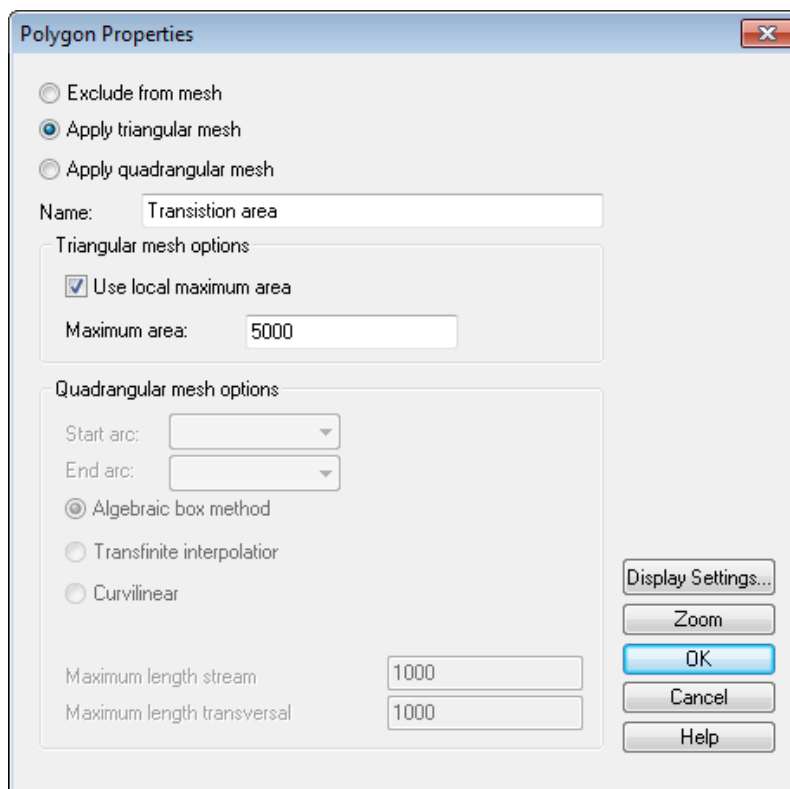 Polygon Properties
Exclude from mesh
Apply triangular mesh
Apply quadrangular mesh
Name: Transistion area
Triangular mesh options
Use local maximum area
Maximum area: 5000
Quadrangular mesh options
Start arc:
End arc:
Algebraic box method
Transfinite interpolatior
Curvilinear
Maximum length stream 1000
Maximum length transversal 1000
Display Settings...
Zoom
OK
Cancel
Help